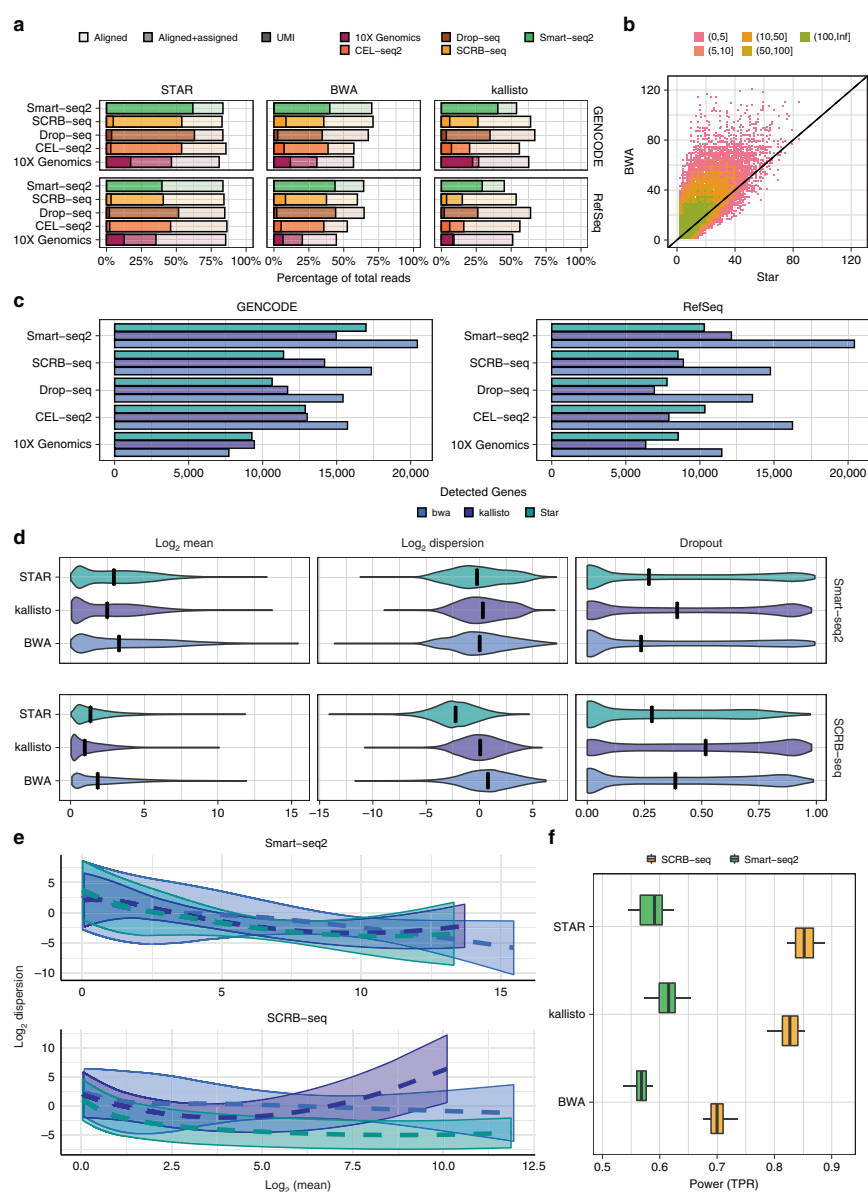 a
Aligned Aligned+assigned UMI 10X Genomics Drop−seq Smart−seq2
CEL−seq2 SCRB−seq
STAR BWA kallisto
Smart−seq2
SCRB−seq
Drop−seq
CEL−seq2
10X Genomics
GENCODE
Smart−seq2
SCRB−seq
Drop−seq
CEL−seq2
10X Genomics
RefSeq
0% 25% 50% 75% 100% 0% 25% 50% 75% 100% 0% 25% 50% 75% 100%
Percentage of total reads
b
(0,5] (10,50] (100,Inf]
(5,10] (50,100]
BWA
120
80
40
0
0 40 80 120
Star
c
GENCODE RefSeq
Smart−seq2 Smart−seq2
SCRB−seq SCRB−seq
Drop−seq Drop−seq
CEL−seq2 CEL−seq2
10X Genomics 10X Genomics
0 5,000 10,000 15,000 20,000 0 5,000 10,000 15,000 20,000
Detected Genes
bwa kallisto Star
d
Log2 mean Log2 dispersion Dropout
STAR
kallisto
BWA
Smart−seq2
STAR
kallisto
BWA
SCRB−seq
0 5 10 15 −15 −10 −5 0 5 0.00 0.25 0.50 0.75 1.00
e
Smart−seq2
5
0
−5
−10
0 5 10 15
Log2 dispersion
SCRB−seq
10
5
0
−5
0.0 2.5 5.0 7.5 10.0 12.5
Log2 (mean)
f
SCRB−seq Smart−seq2
STAR
kallisto
BWA
0.5 0.6 0.7 0.8 0.9
Power (TPR)